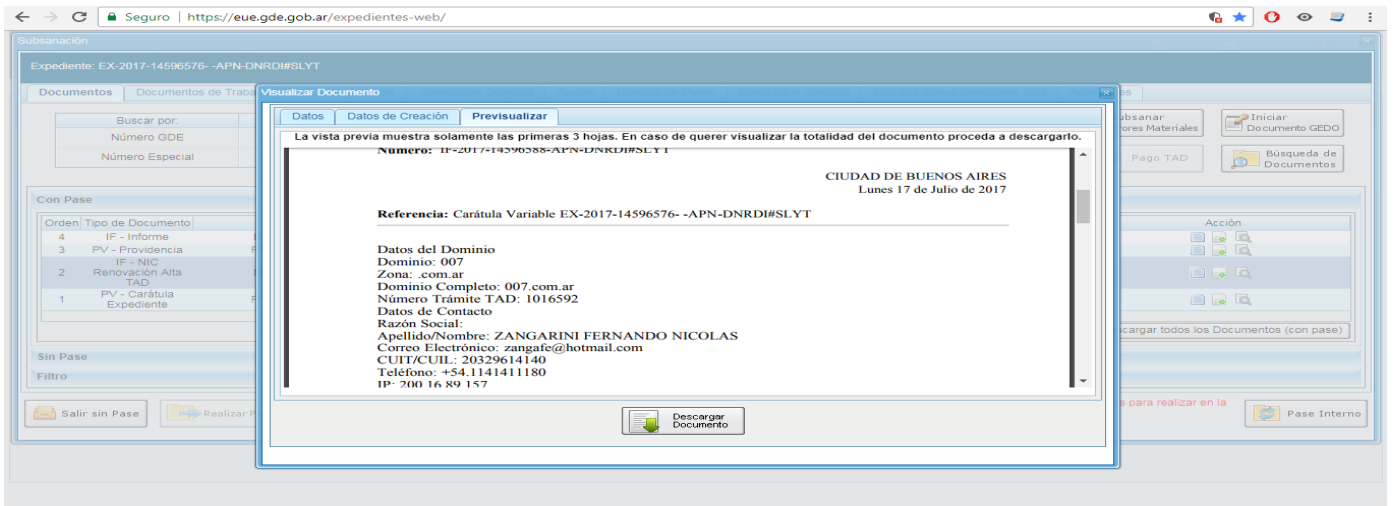 Seguro | https://eue.gde.gob.ar/expedientes-web/
Subsanación
Expediente: EX-2017-14596576- -APN-DNRDI#SLYT
Documentos
Documentos de Traba
Visualizar Documento
Buscar por:
Número GDE
Número Especial
Datos
Datos de Creación
Previsualizar
La vista previa muestra solamente las primeras 3 hojas. En caso de querer visualizar la totalidad del documento proceda a descargarlo.
Número: IF-2017-14596588-APN-DNRDI#SLYT
CIUDAD DE BUENOS AIRES
Lunes 17 de Julio de 2017
Referencia: Carátula Variable EX-2017-14596576- -APN-DNRDI#SLYT
Datos del Dominio
Dominio: 007
Zona: .com.ar
Dominio Completo: 007.com.ar
Número Trámite TAD: 1016592
Datos de Contacto
Razón Social:
Apellido/Nombre: ZANGARINI FERNANDO NICOLAS
Correo Electrónico: zangafe@hotmail.com
CUIT/CUIL: 20329614140
Teléfono: +54.1141411180
IP: 200.16.89.157
Descargar
Documento
ubsanar
ores Materiales
Iniciar
Documento GEDO
Pago TAD
Búsqueda de
Documentos
Con Pase
Orden
Tipo de Documento
Acción
4 IF - Informe
3 PV - Providencia
2 IF - NIC
Renovación Alta
TAD
1 PV - Carátula
Expediente
scargar todos los Documentos (con pase)
Sin Pase
Filtro
Salir sin Pase
Realizar P
s para realizar en la
Pase Interno